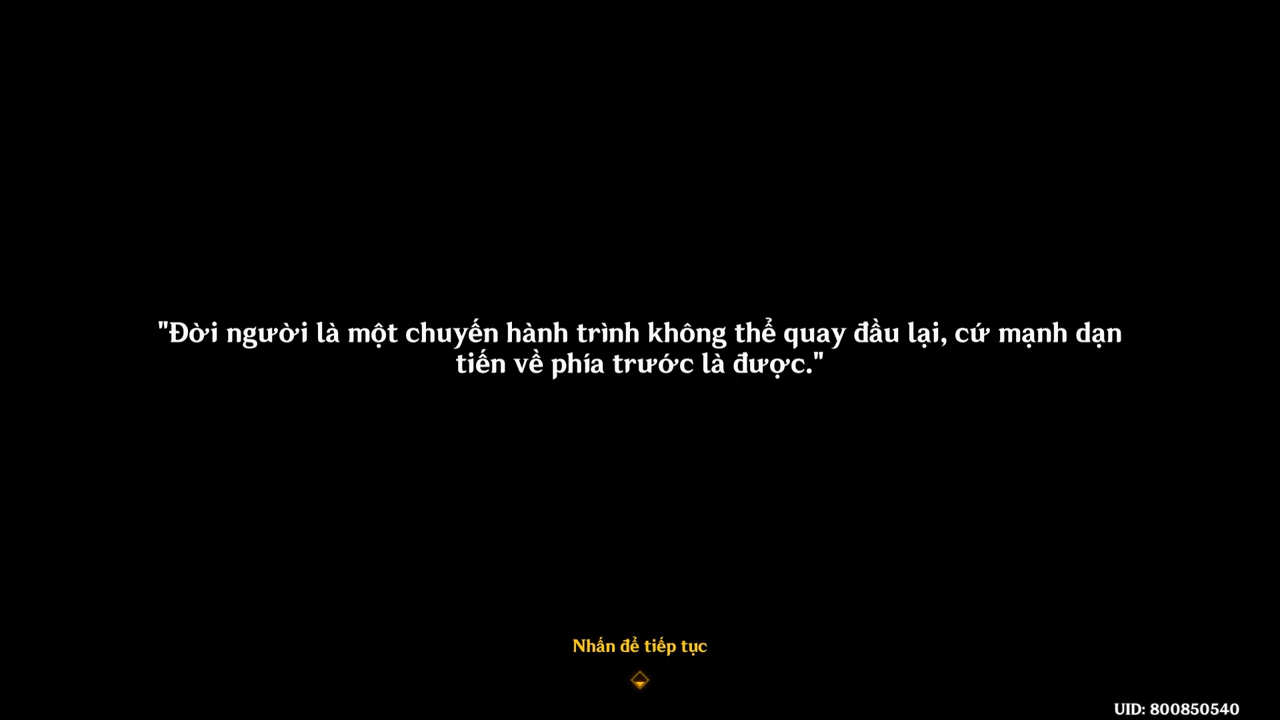 "Đời người là một chuyến hành trình không thể quay đầu lại, cứ mạnh dạn
tiến về phía trước là được."
Nhấn để tiếp tục
UID: 800850540